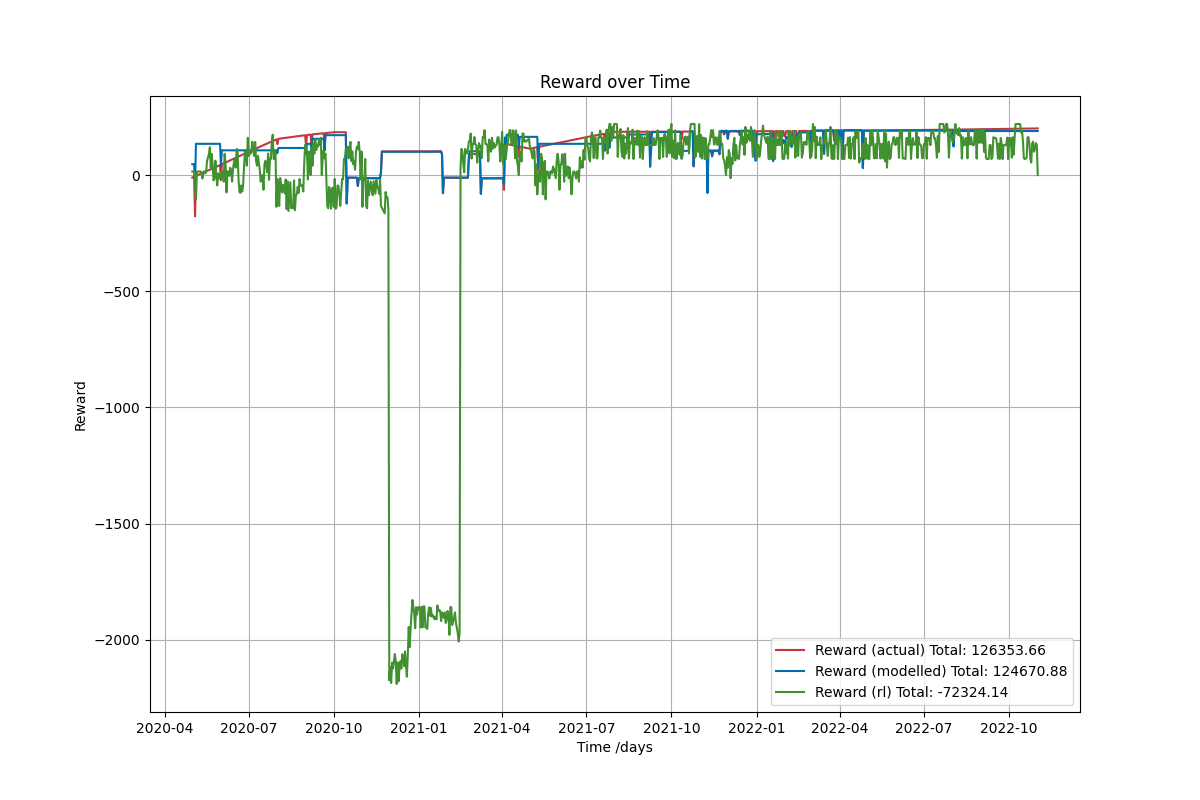 Reward over Time
Reward
0
−500
−1000
−1500
−2000
Reward (actual) Total: 126353.66
Reward (modelled) Total: 124670.88
Reward (rl) Total: -72324.14
2020-04 2020-07 2020-10 2021-01 2021-04 2021-07 2021-10 2022-01 2022-04 2022-07 2022-10
Time /days